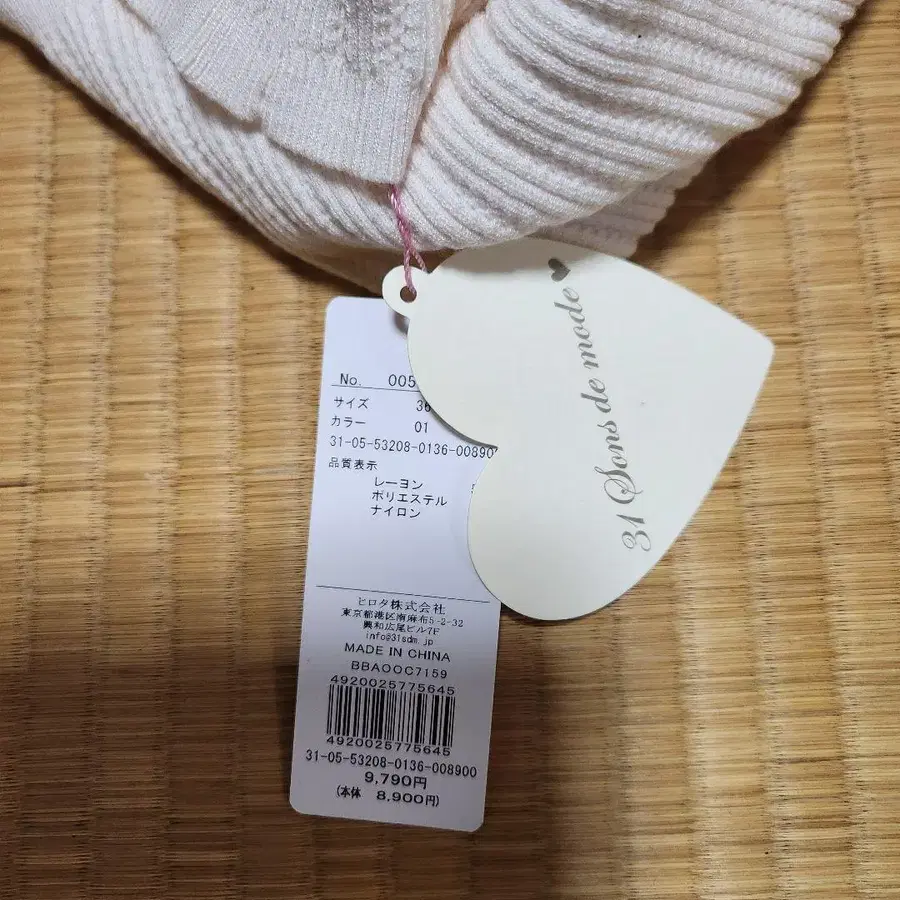 31 Sons de mode
No. 005
サイズ 36
カラー 01
31-05-53208-0136-00890
品質表示
レーヨン
ポリエステル
ナイロン
ヒロタ株式会社
東京都港区南麻布5-2-32
興和広尾ビル7F
info@31sdm.jp
MADE IN CHINA
BBAOOC7159
4920025775645
4920025775645
31-05-53208-0136-008900
9,790円
(本体 8,900円)